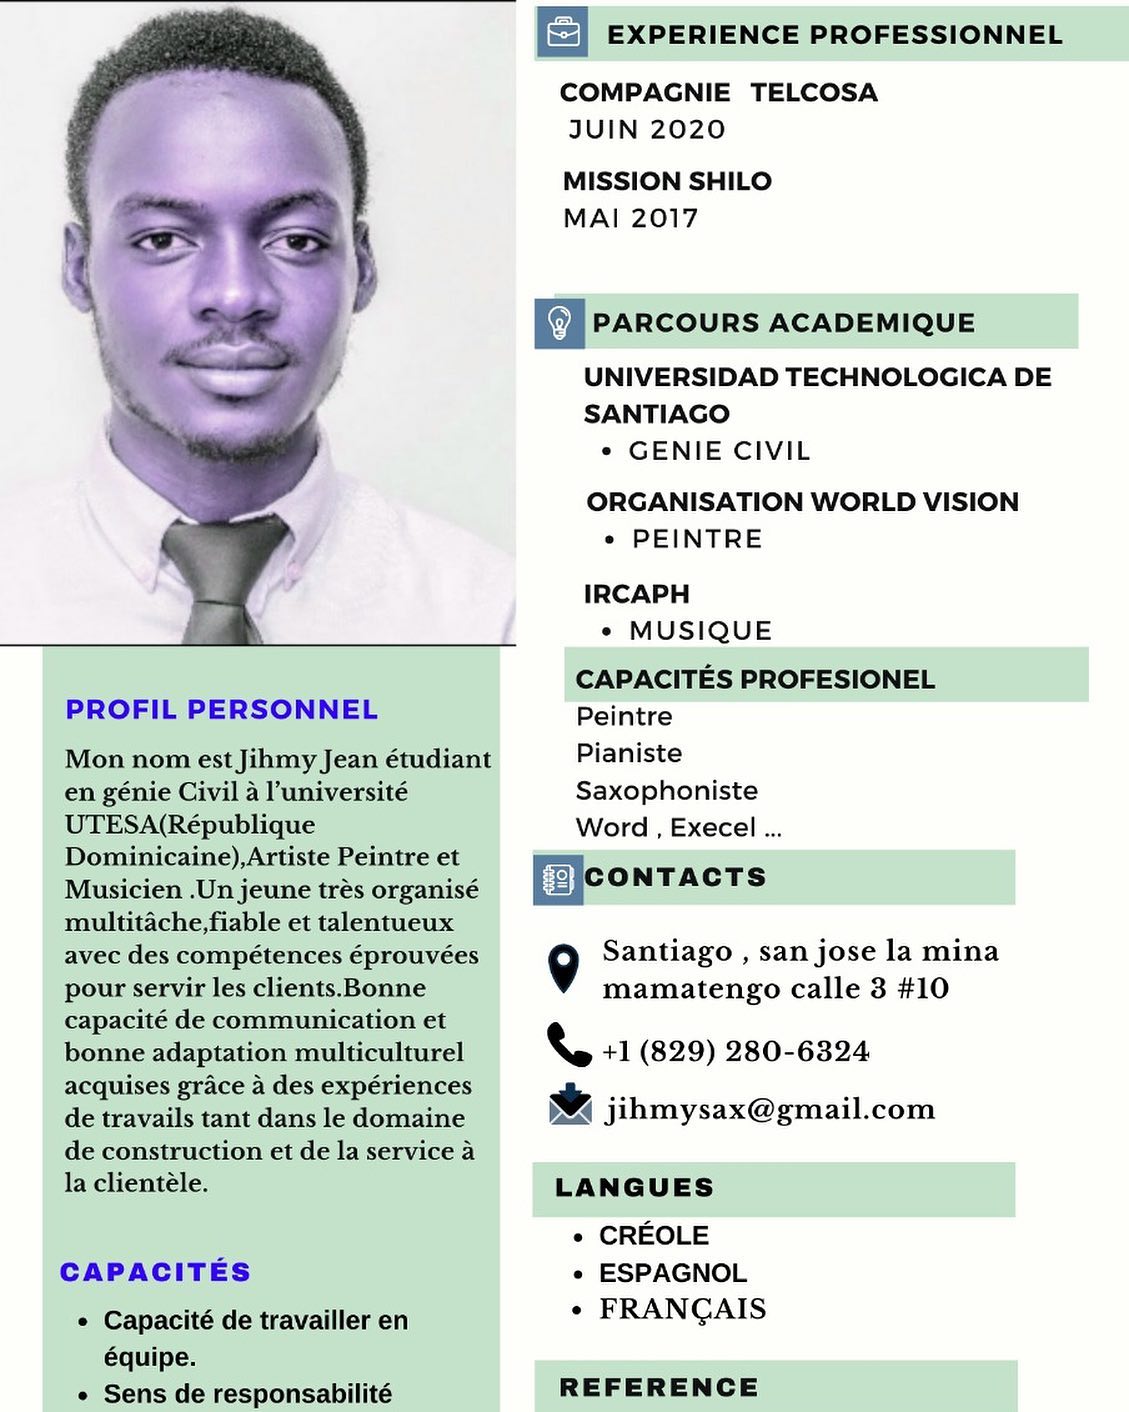 PROFIL PERSONNEL
Mon nom est Jihmy Jean étudiant
en génie Civil à l’université
UTESA(République
Dominicaine),Artiste Peintre et
Musicien .Un jeune très organisé
multitâche,fiable et talentueux
avec des compétences éprouvées
pour servir les clients.Bonne
capacité de communication et
bonne adaptation multiculturel
acquises grâce à des expériences
de travails tant dans le domaine
de construction et de la service à
la clientèle.
CAPACITÉS
• Capacité de travailler en
équipe.
• Sens de responsabilité
EXPERIENCE PROFESSIONNEL
COMPAGNIE TELCOSA
JUIN 2020
MISSION SHILO
MAI 2017
PARCOURS ACADEMIQUE
UNIVERSIDAD TECHNOLOGICA DE
SANTIAGO
• GENIE CIVIL
ORGANISATION WORLD VISION
• PEINTRE
IRCAPH
• MUSIQUE
CAPACITÉS PROFESIONEL
Peintre
Pianiste
Saxophoniste
Word , Execel ...
CONTACTS
Santiago , san jose la mina
mamatengo calle 3 #10
+1 (829) 280-6324
jihmysax@gmail.com
LANGUES
• CRÉOLE
• ESPAGNOL
• FRANÇAIS
REFERENCE